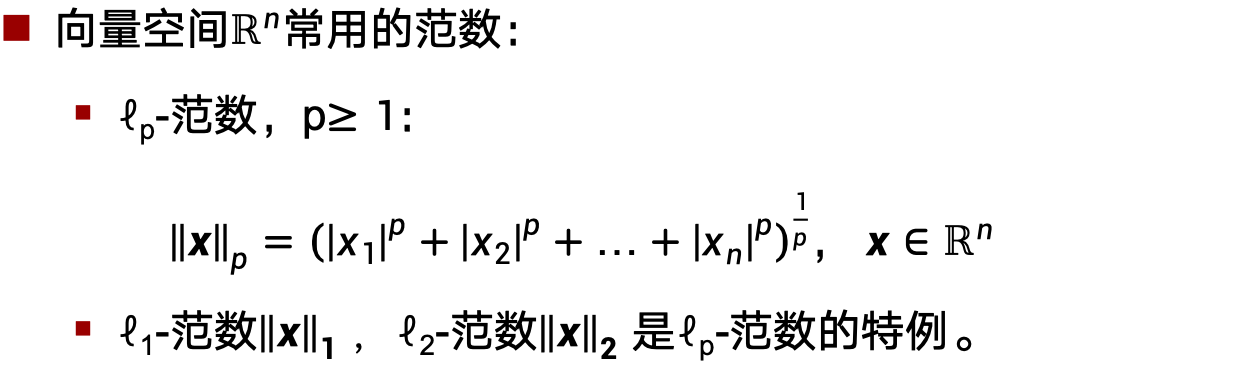 ■ 向量空间ℝⁿ常用的范数：
▪ ℓₚ-范数，p≥ 1:
‖𝒙‖ₚ = (|x₁|ᵖ + |x₂|ᵖ + … + |xₙ|ᵖ)^(1/p), 𝒙 ∈ ℝⁿ
▪ ℓ₁-范数‖𝒙‖₁ ， ℓ₂-范数‖𝒙‖₂ 是ℓₚ-范数的特例。